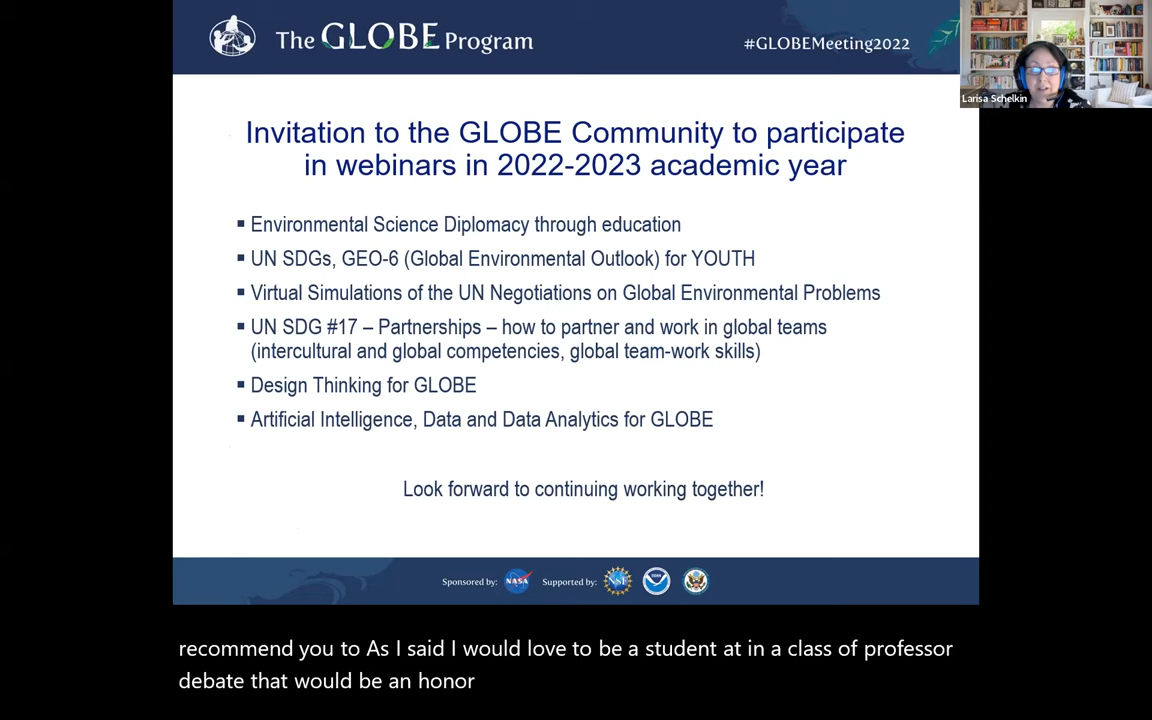 The GLOBE Program
#GLOBEMeeting2022
Larisa Schelkin
Invitation to the GLOBE Community to participate
in webinars in 2022-2023 academic year
▪ Environmental Science Diplomacy through education
▪ UN SDGs, GEO-6 (Global Environmental Outlook) for YOUTH
▪ Virtual Simulations of the UN Negotiations on Global Environmental Problems
▪ UN SDG #17 – Partnerships – how to partner and work in global teams
(intercultural and global competencies, global team-work skills)
▪ Design Thinking for GLOBE
▪ Artificial Intelligence, Data and Data Analytics for GLOBE
Look forward to continuing working together!
Sponsored by: NASA Supported by: NSF
recommend you to As I said I would love to be a student at in a class of professor
debate that would be an honor